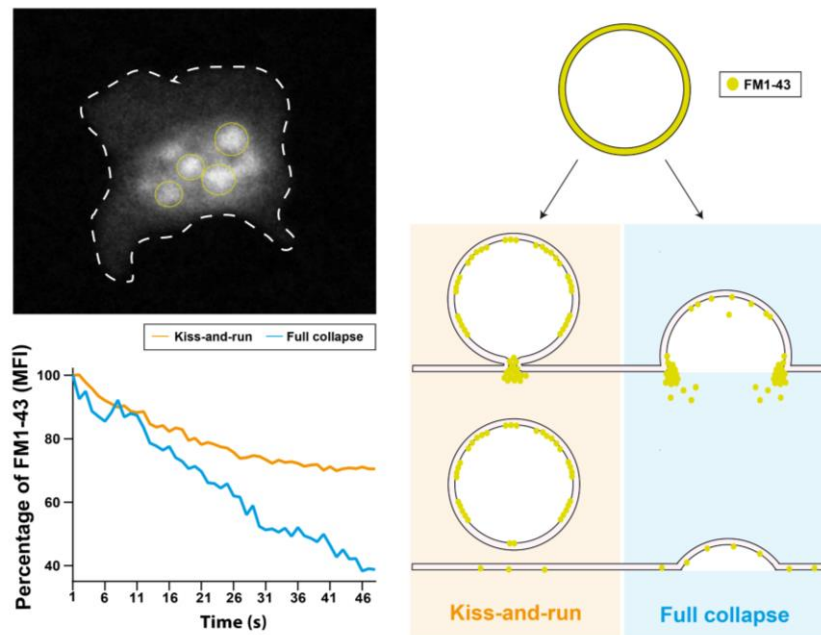 FM1-43
Kiss-and-run Full collapse
Percentage of FM1-43 (MFI)
100
80
60
40
1 6 11 16 21 26 31 36 41 46
Time (s)
Kiss-and-run Full collapse